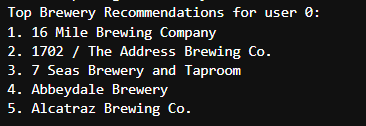 Top Brewery Recommendations for user 0:
1. 16 Mile Brewing Company
2. 1702 / The Address Brewing Co.
3. 7 Seas Brewery and Taproom
4. Abbeydale Brewery
5. Alcatraz Brewing Co.